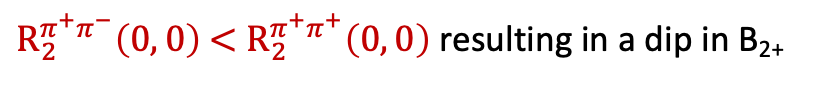 R₂^{π⁺π⁻}(0, 0) < R₂^{π⁺π⁺}(0, 0) resulting in a dip in B₂₊